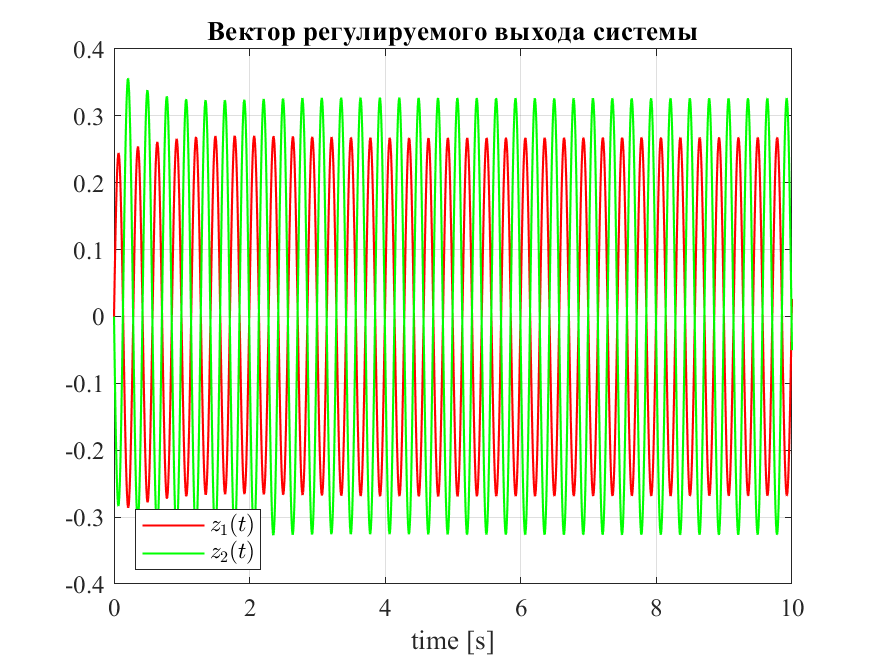 Вектор регулируемого выхода системы
0.4
0.3
0.2
0.1
0
-0.1
-0.2
-0.3
-0.4
z₁(t)
z₂(t)
0 2 4 6 8 10
time [s]